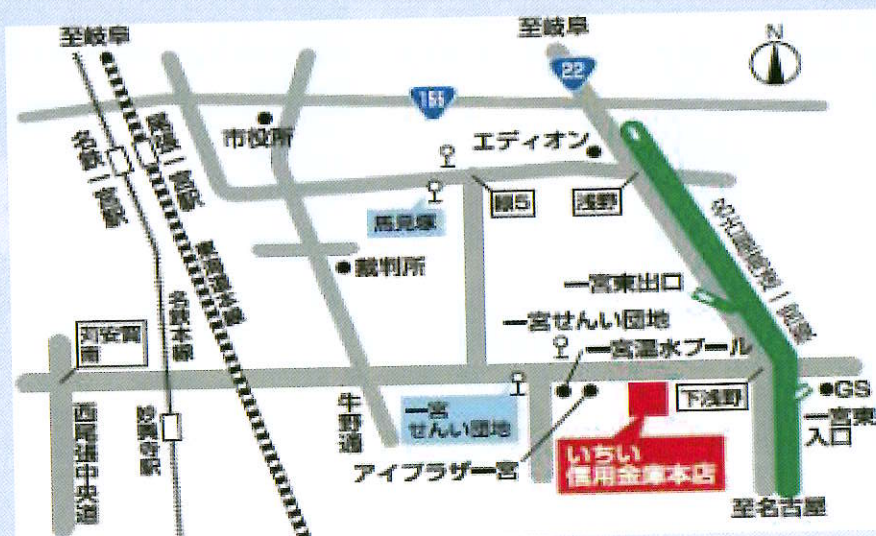 至岐阜
至岐阜
N
22
155
市役所
エディオン
名鉄一宮駅
尾張一宮駅
馬見塚
緑5
浅野
名古屋高速一宮線
東海道本線
名鉄本線
裁判所
一宮東出口
一宮せんい団地
一宮温水プール
苅安賀
南
下浅野
GS
一宮東
入口
西尾張中央道
妙興寺駅
牛野通
一宮
せんい団地
アイプラザ一宮
いちい
信用金庫本店
至名古屋